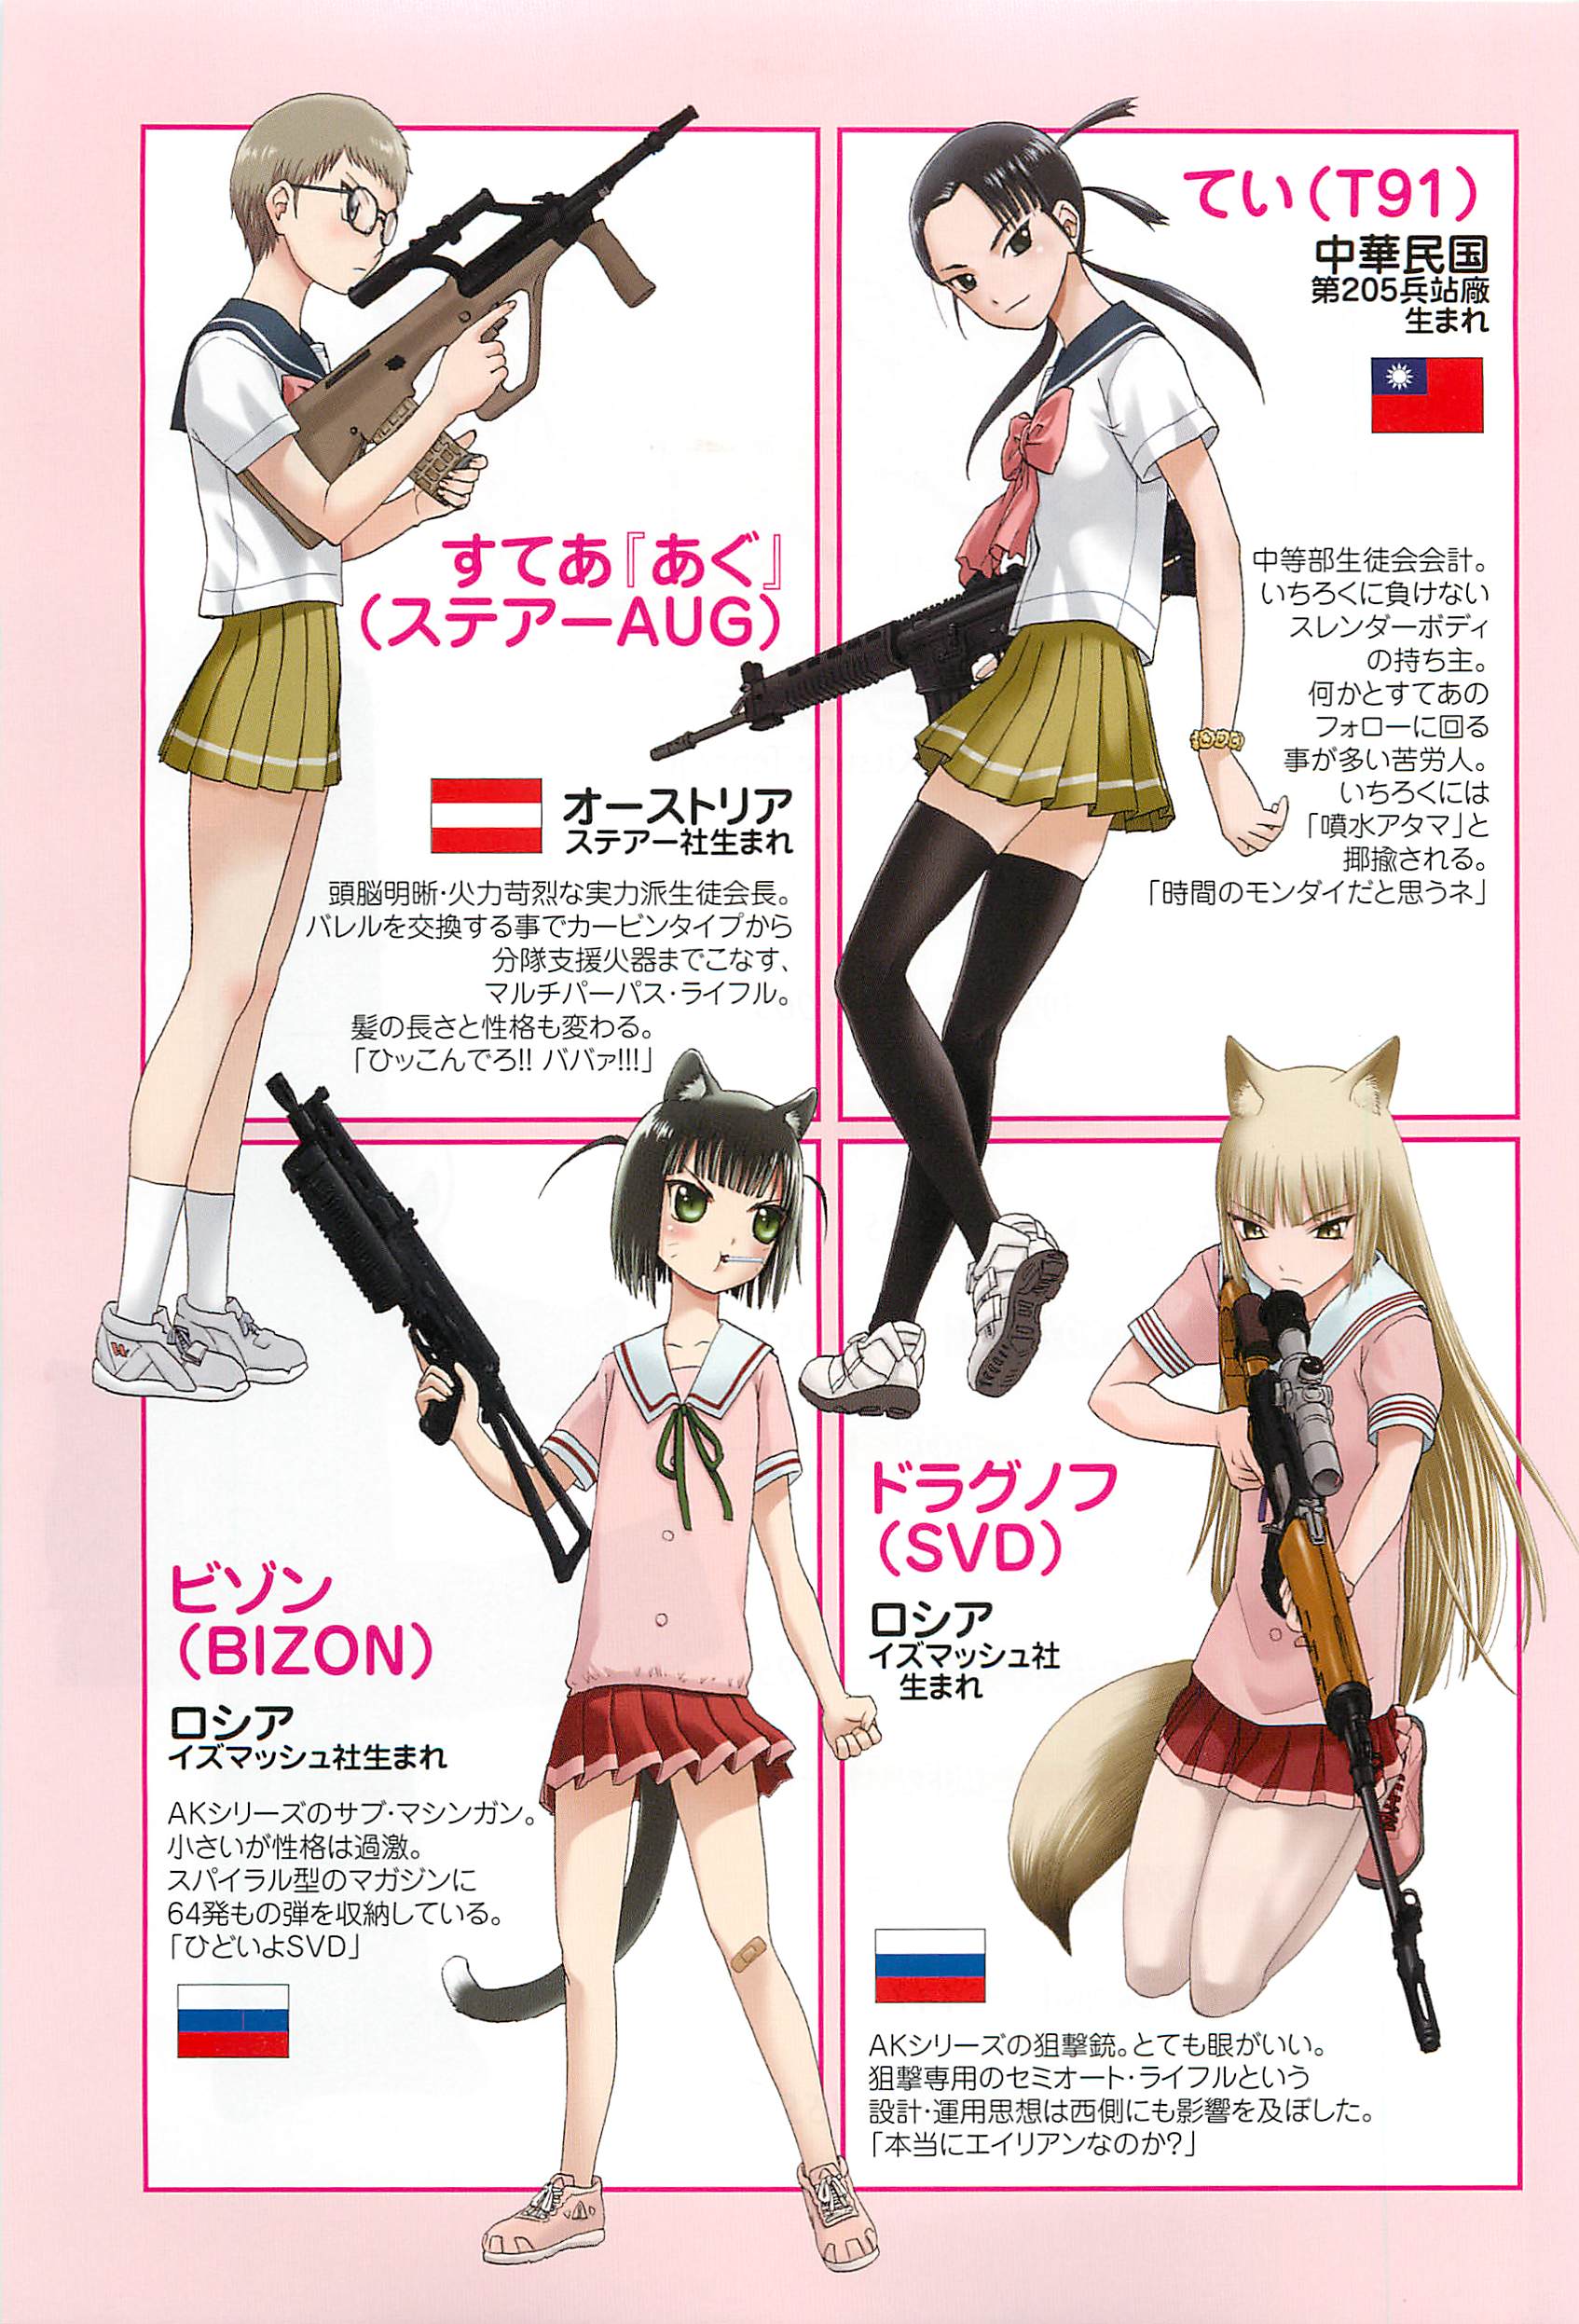 すてあ『あぐ』
(ステアーAUG)
オーストリア
ステアー社生まれ
頭脳明晰・火力苛烈な実力派生徒会長。
バレルを交換する事でカービンタイプから
分隊支援火器までこなす、
マルチパーパス・ライフル。
髪の長さと性格も変わる。
「ひッこんでろ!! ババァ!!!」
てい(T91)
中華民国
第205兵站廠
生まれ
中等部生徒会会計。
いちろくに負けない
スレンダーボディ
の持ち主。
何かとすてあの
フォローに回る
事が多い苦労人。
いちろくには
「噴水アタマ」と
揶揄される。
「時間のモンダイだと思うネ」
ビゾン
(BIZON)
ロシア
イズマッシュ社生まれ
AKシリーズのサブ・マシンガン。
小さいが性格は過激。
スパイラル型のマガジンに
64発もの弾を収納している。
「ひどいよSVD」
ドラグノフ
(SVD)
ロシア
イズマッシュ社
生まれ
AKシリーズの狙撃銃。とても眼がいい。
狙撃専用のセミオート・ライフルという
設計・運用思想は西側にも影響を及ぼした。
「本当にエイリアンなのか?」